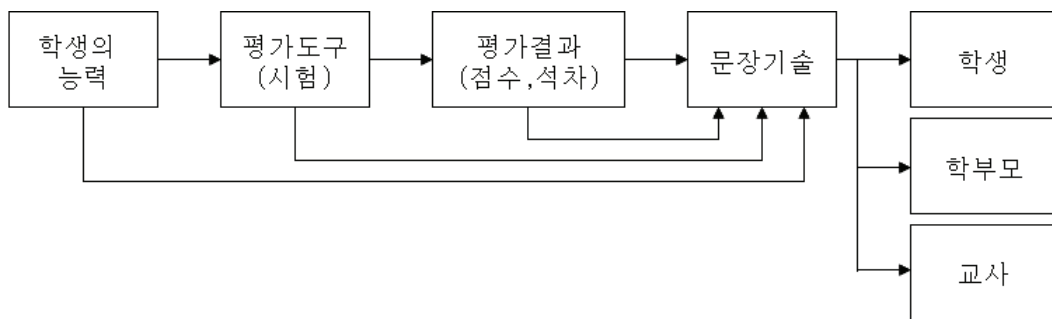 학생의
능력
평가도구
(시험)
평가결과
(점수,석차)
문장기술
학생
학부모
교사